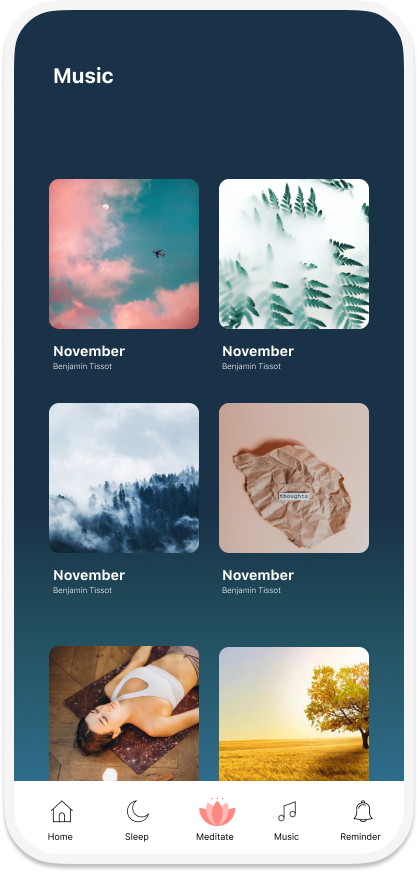 Music
November
Benjamin Tissot
November
Benjamin Tissot
thoughts
November
Benjamin Tissot
November
Benjamin Tissot
Home
Sleep
Meditate
Music
Reminder